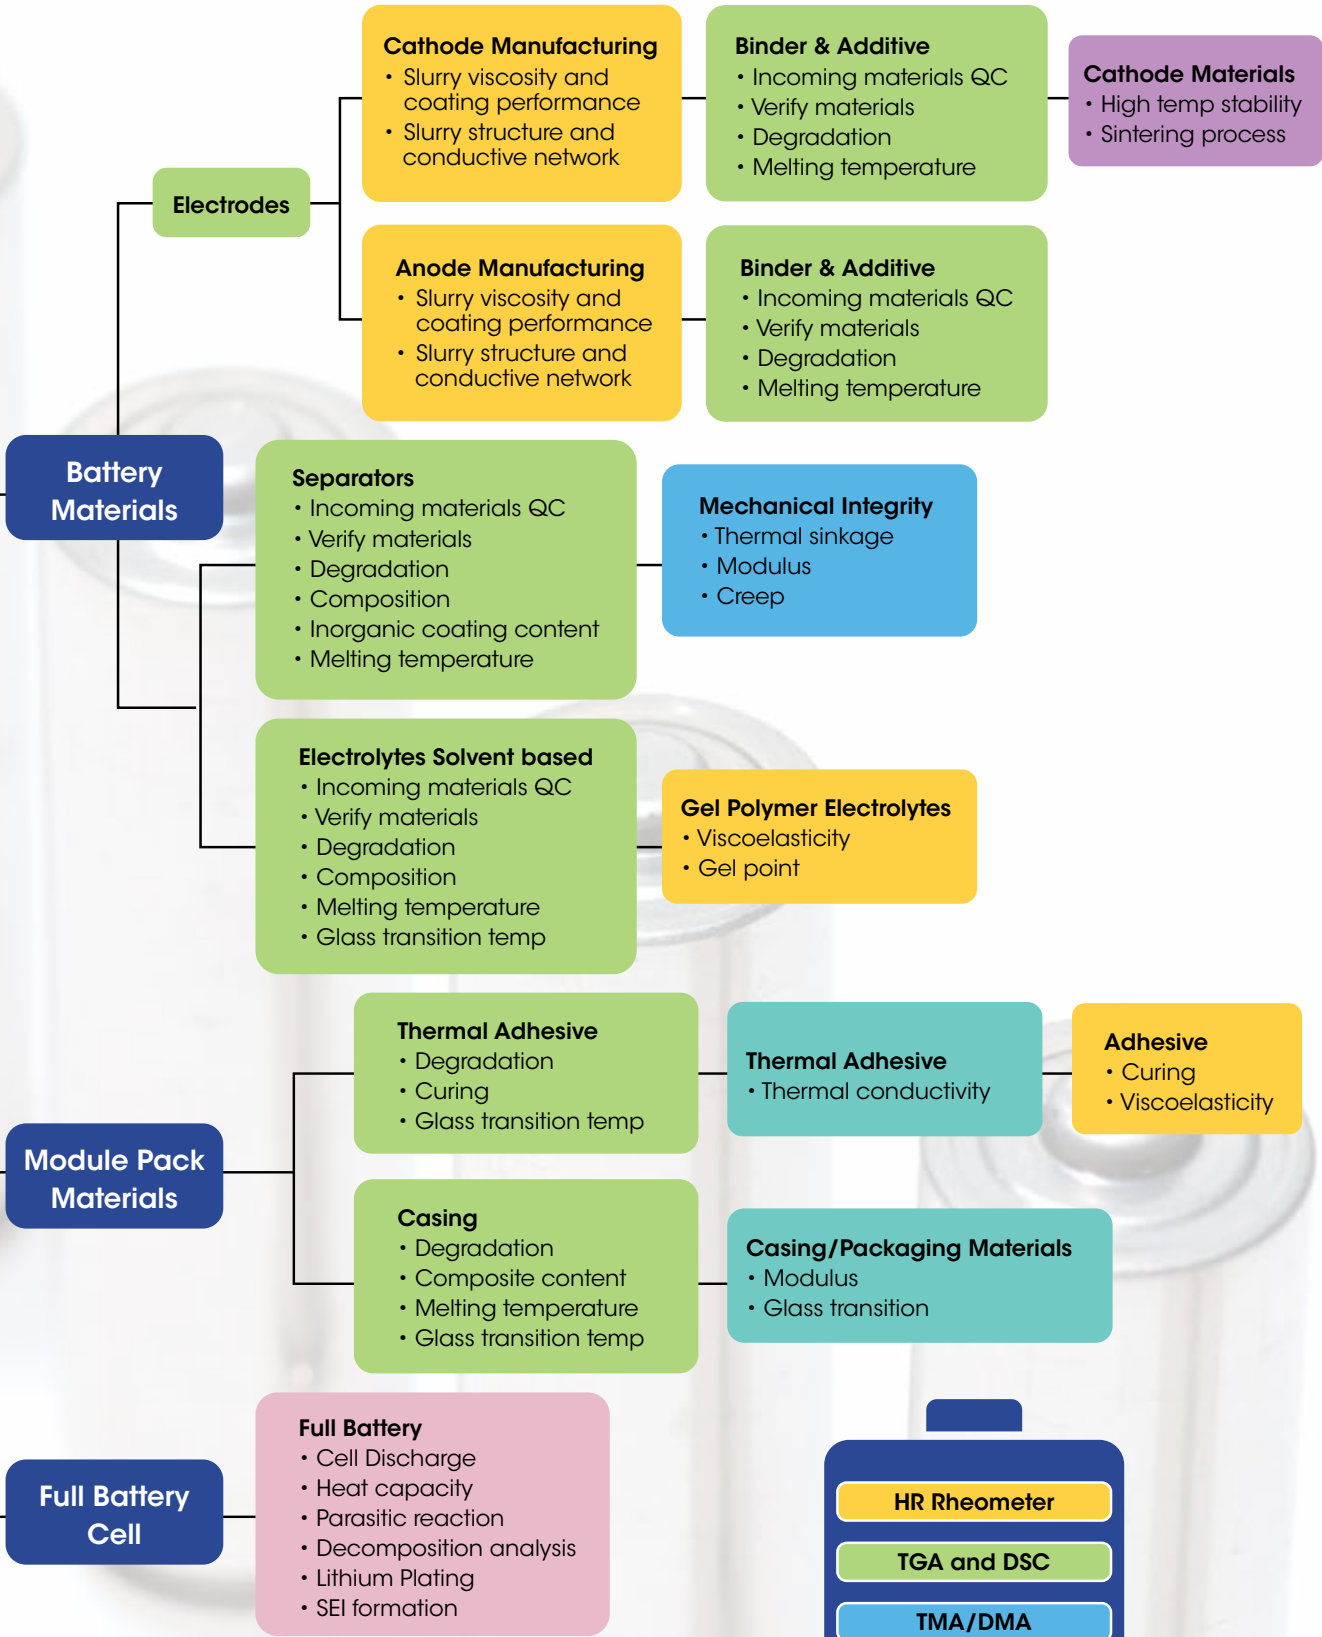 Cathode Manufacturing
• Slurry viscosity and
coating performance
• Slurry structure and
conductive network
Binder & Additive
• Incoming materials QC
• Verify materials
• Degradation
• Melting temperature
Cathode Materials
• High temp stability
• Sintering process
Electrodes
Anode Manufacturing
• Slurry viscosity and
coating performance
• Slurry structure and
conductive network
Binder & Additive
• Incoming materials QC
• Verify materials
• Degradation
• Melting temperature
Battery
Materials
Separators
• Incoming materials QC
• Verify materials
• Degradation
• Composition
• Inorganic coating content
• Melting temperature
Mechanical Integrity
• Thermal sinkage
• Modulus
• Creep
Electrolytes Solvent based
• Incoming materials QC
• Verify materials
• Degradation
• Composition
• Melting temperature
• Glass transition temp
Gel Polymer Electrolytes
• Viscoelasticity
• Gel point
Module Pack
Materials
Thermal Adhesive
• Degradation
• Curing
• Glass transition temp
Thermal Adhesive
• Thermal conductivity
Adhesive
• Curing
• Viscoelasticity
Casing
• Degradation
• Composite content
• Melting temperature
• Glass transition temp
Casing/Packaging Materials
• Modulus
• Glass transition
Full Battery
Cell
Full Battery
• Cell Discharge
• Heat capacity
• Parasitic reaction
• Decomposition analysis
• Lithium Plating
• SEI formation
HR Rheometer
TGA and DSC
TMA/DMA